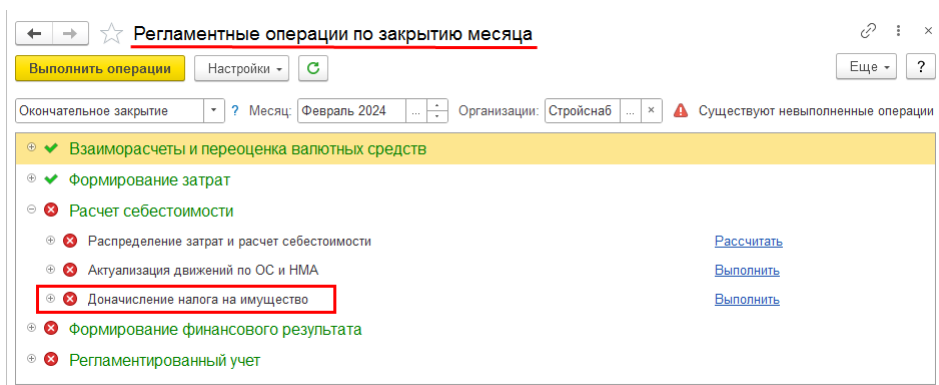 Регламентные операции по закрытию месяца
Выполнить операции Настройки Еще ?
Окончательное закрытие ? Месяц: Февраль 2024 ... Организации: Стройснаб ... × Существуют невыполненные операции
Взаиморасчеты и переоценка валютных средств
Формирование затрат
Расчет себестоимости
Распределение затрат и расчет себестоимости Рассчитать
Актуализация движений по ОС и НМА Выполнить
Доначисление налога на имущество Выполнить
Формирование финансового результата
Регламентированный учет